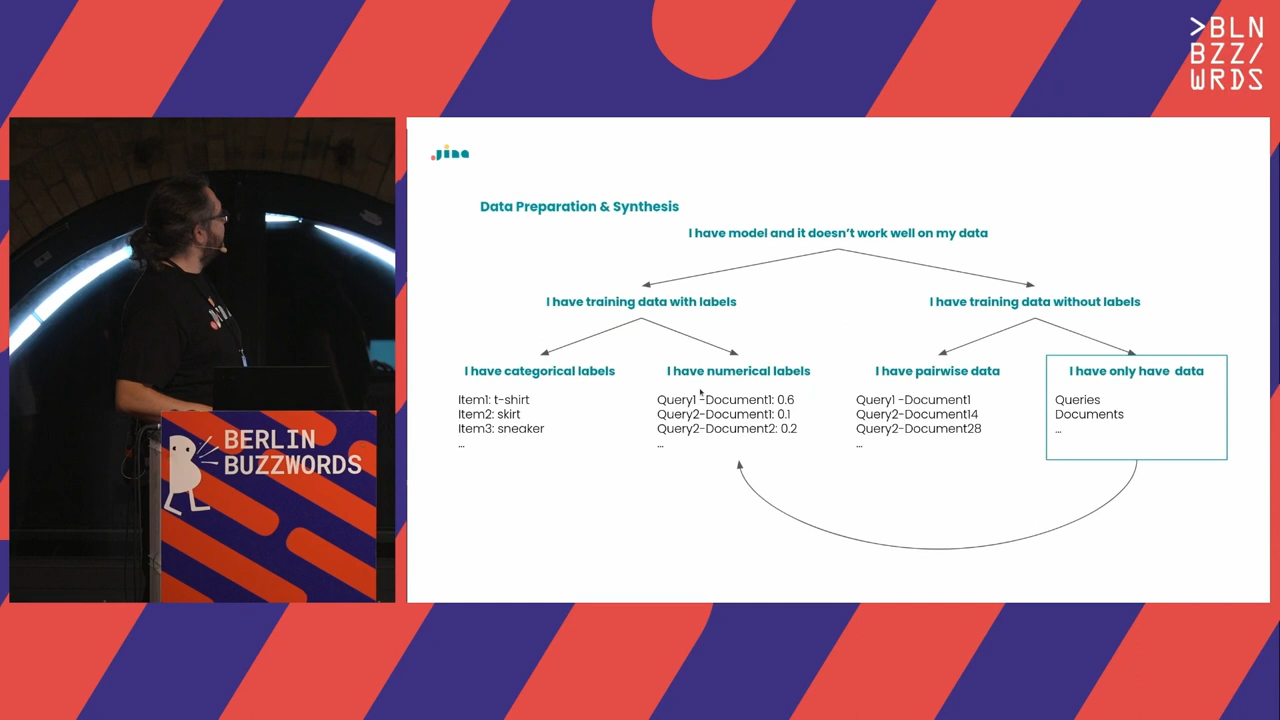 >BLN
BZZ/
WRDS
Jina
Data Preparation & Synthesis
I have model and it doesn't work well on my data
I have training data with labels
I have training data without labels
I have categorical labels
I have numerical labels
I have pairwise data
I have only have data
Item1: t-shirt
Item2: skirt
Item3: sneaker
...
Query1 -Document1: 0.6
Query2-Document1: 0.1
Query2-Document2: 0.2
...
Query1 -Document1
Query2-Document14
Query2-Document28
...
Queries
Documents
...
BERLIN
BUZZWORDS